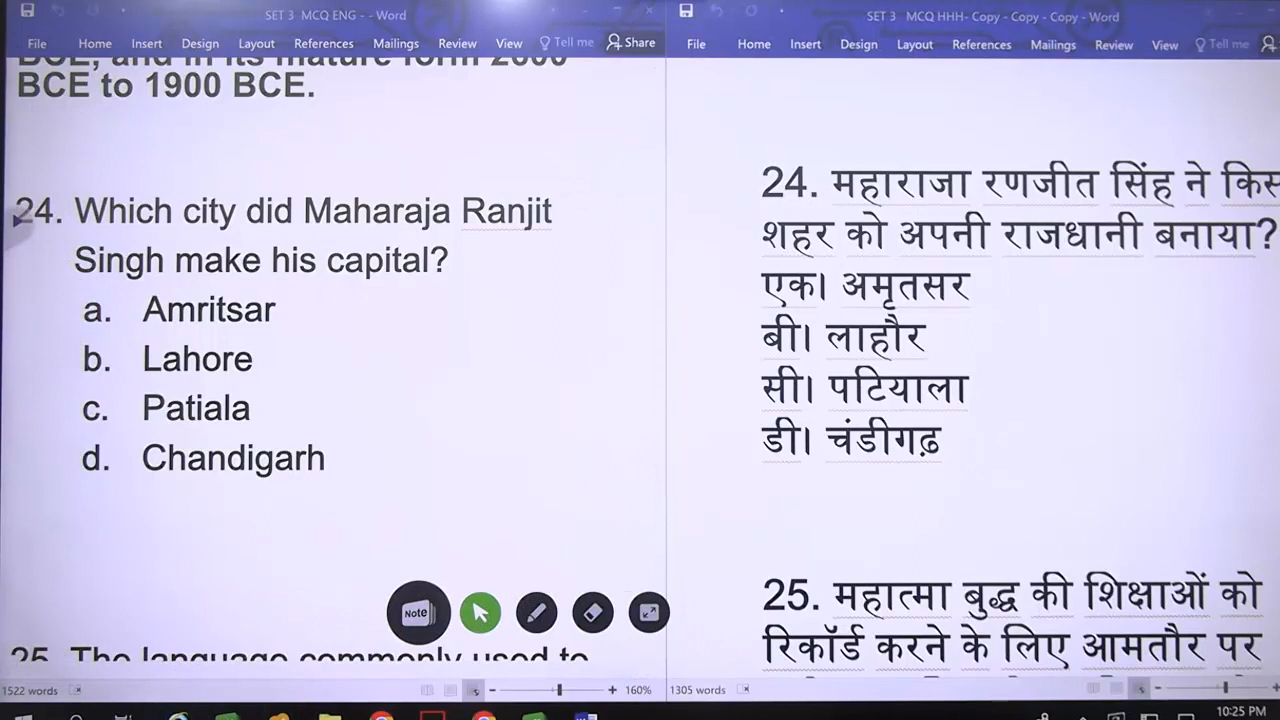 SET 3 MCQ ENG - - Word
File Home Insert Design Layout References Mailings Review View Tell me Share
BCE, and in its mature form 2600
BCE to 1900 BCE.
24. Which city did Maharaja Ranjit
Singh make his capital?
a. Amritsar
b. Lahore
c. Patiala
d. Chandigarh
Note
25. The language commonly used to
1522 words
160%
SET 3 MCQ HHH- Copy - Copy - Copy - Word
File Home Insert Design Layout References Mailings Review View Tell me
24. महाराजा रणजीत सिंह ने किस
शहर को अपनी राजधानी बनाया?
एक। अमृतसर
बी। लाहौर
सी। पटियाला
डी। चंडीगढ़
25. महात्मा बुद्ध की शिक्षाओं को
रिकॉर्ड करने के लिए आमतौर पर
1305 words
10:25 PM